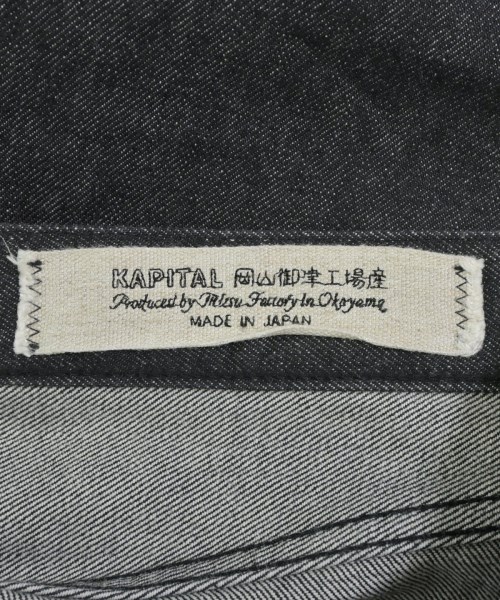 KAPITAL 岡山御津工場産
Produced by Mitsu Factory In Okayama
MADE IN JAPAN